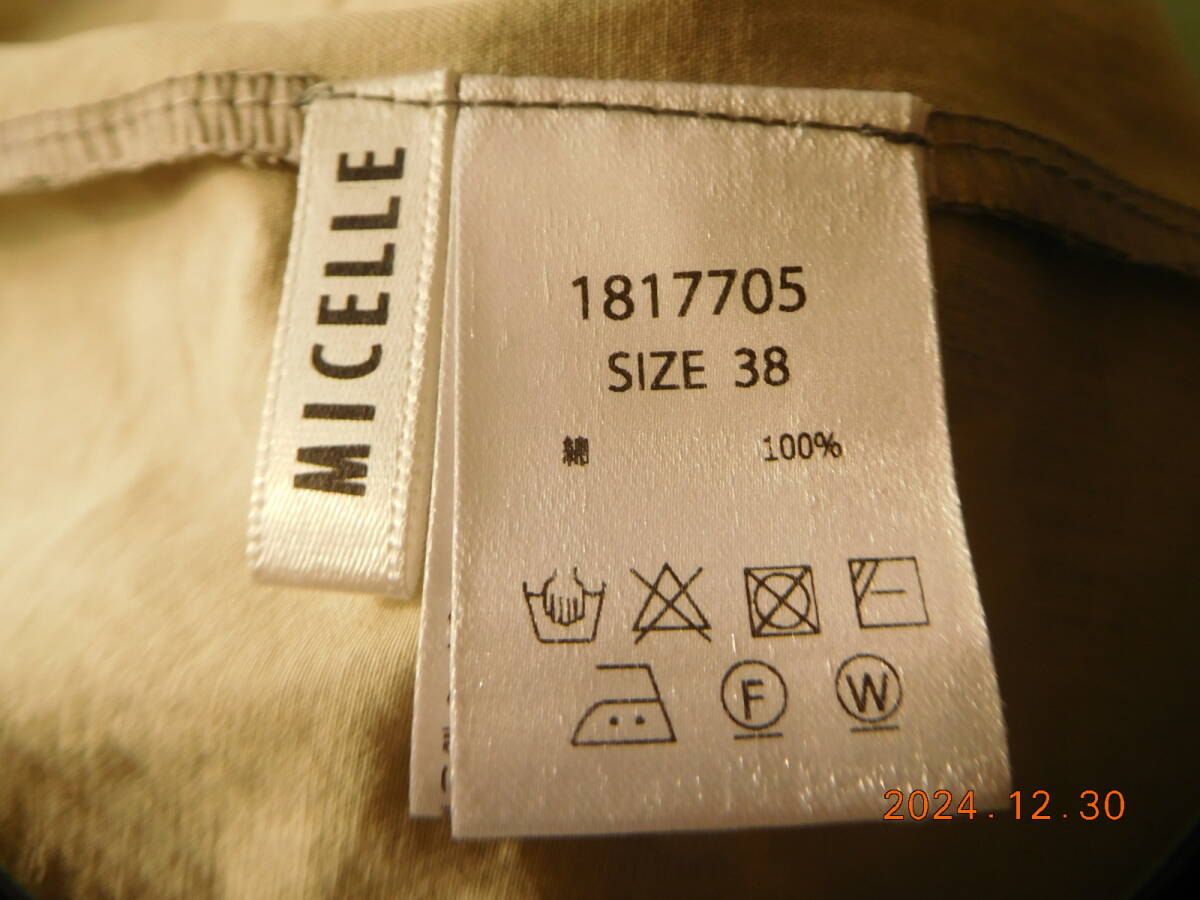 MICELLE
1817705
SIZE 38
綿 100%
F W
2024.12.30